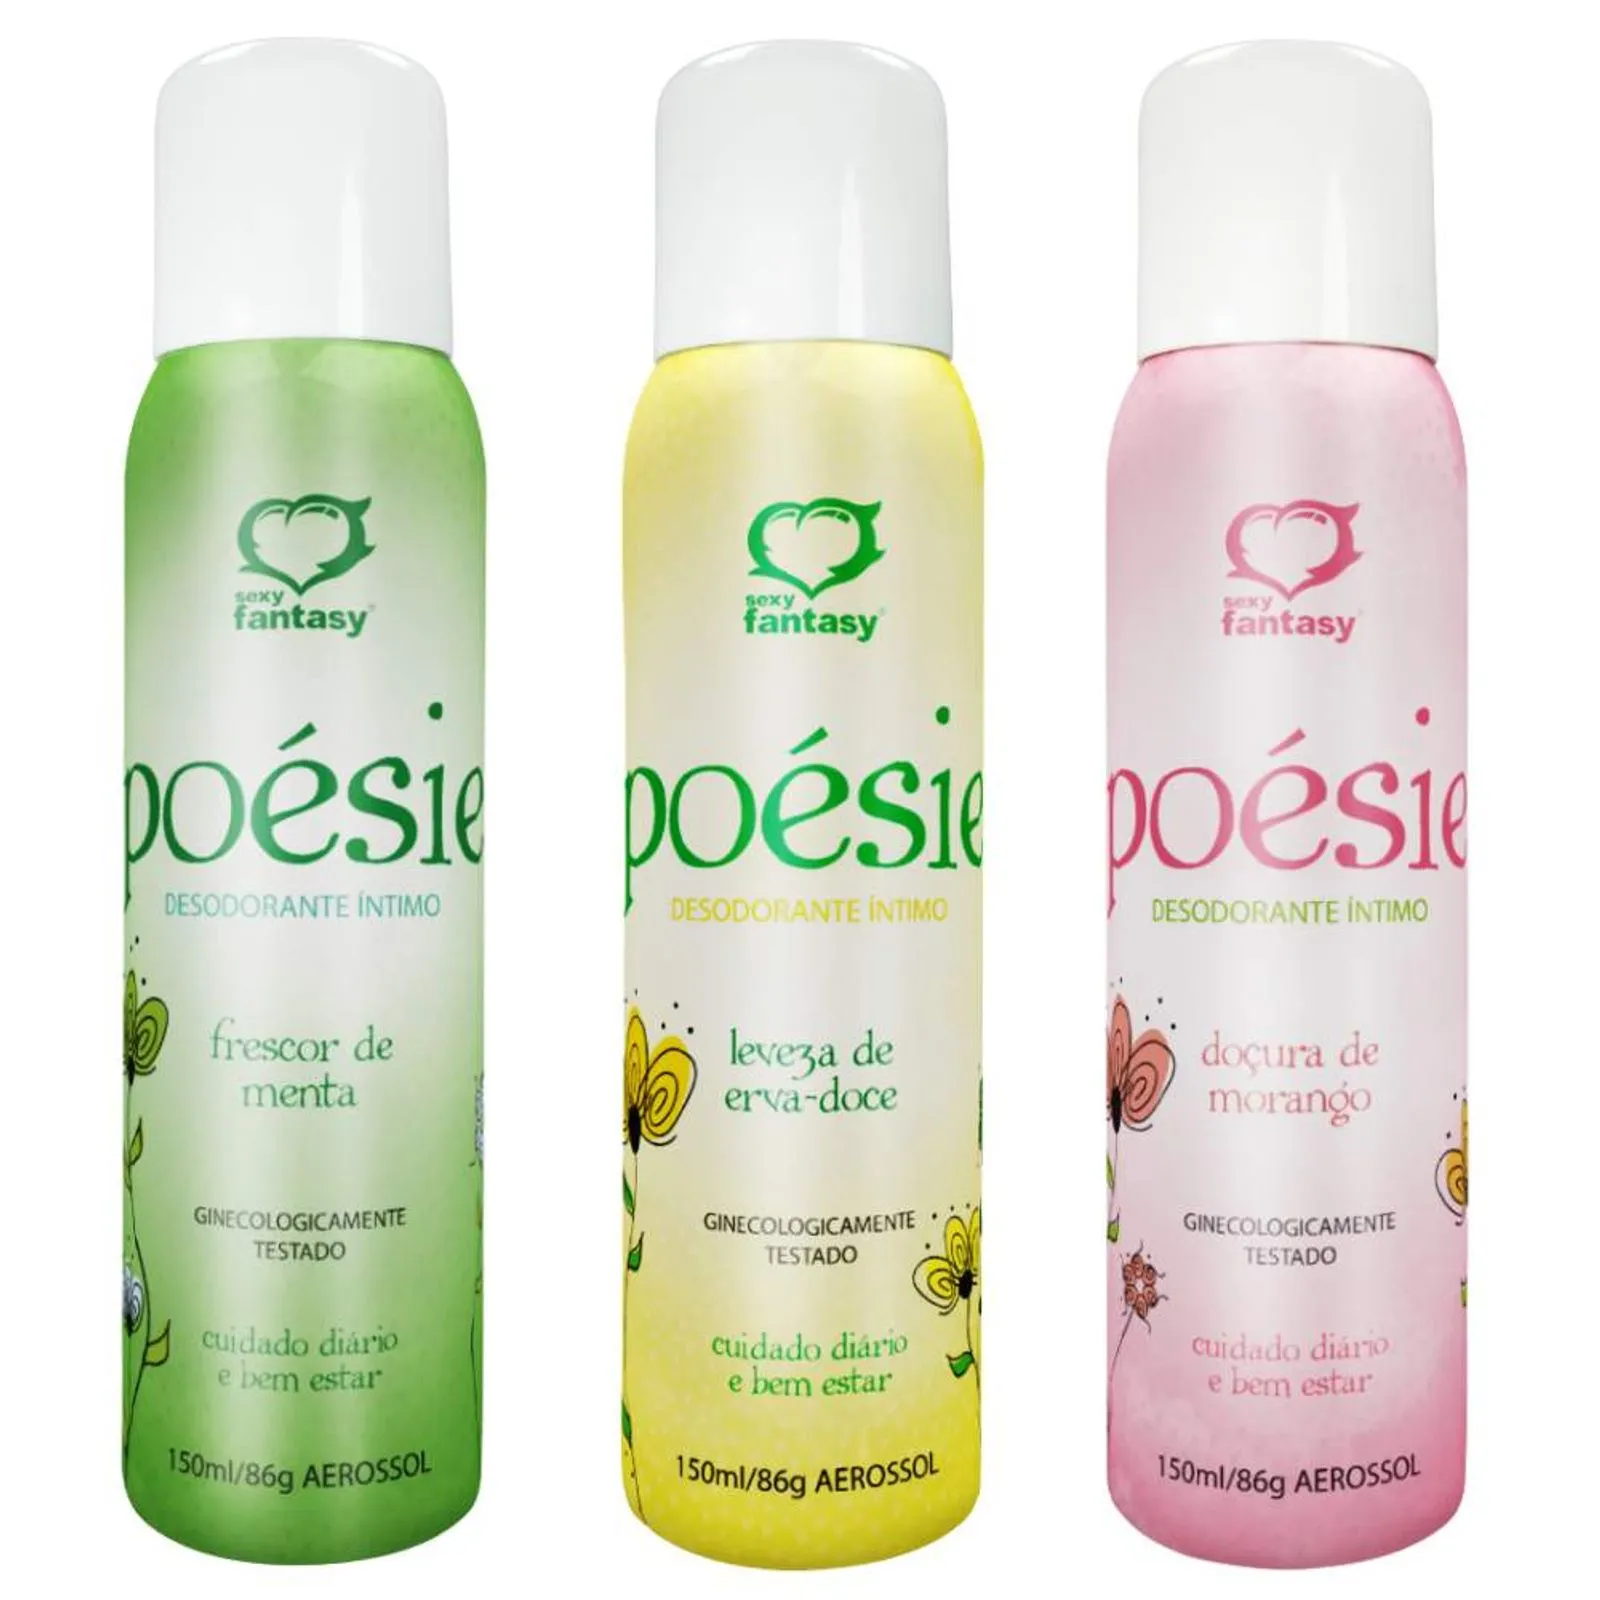 sexy
fantasy
poésie
DESODORANTE ÍNTIMO
frescor de
menta
GINECOLOGICAMENTE
TESTADO
cuidado diário
e bem estar
150ml/86g AEROSSOL
sexy
fantasy
poésie
DESODORANTE ÍNTIMO
leveza de
erva-doce
GINECOLOGICAMENTE
TESTADO
cuidado diário
e bem estar
150ml/86g AEROSSOL
sexy
fantasy
poésie
DESODORANTE ÍNTIMO
doçura de
morango
GINECOLOGICAMENTE
TESTADO
cuidado diário
e bem estar
150ml/86g AEROSSOL